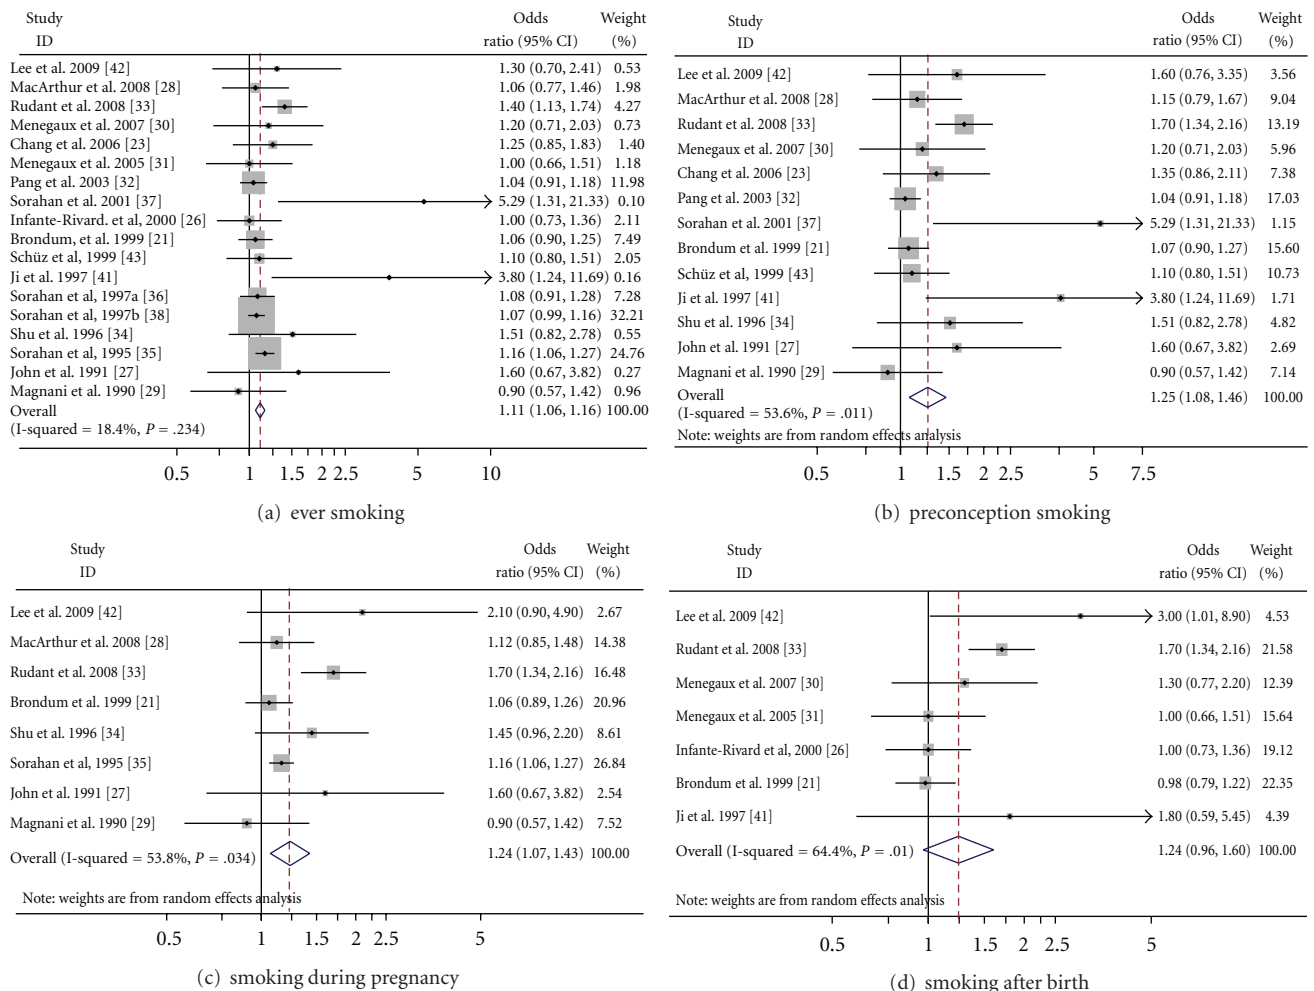 Study Odds Weight
ID ratio (95% CI) (%)
Lee et al. 2009 [42] 1.30 (0.70, 2.41) 0.53
MacArthur et al. 2008 [28] 1.06 (0.77, 1.46) 1.98
Rudant et al. 2008 [33] 1.40 (1.13, 1.74) 4.27
Menegaux et al. 2007 [30] 1.20 (0.71, 2.03) 0.73
Chang et al. 2006 [23] 1.25 (0.85, 1.83) 1.40
Menegaux et al. 2005 [31] 1.00 (0.66, 1.51) 1.18
Pang et al. 2003 [32] 1.04 (0.91, 1.18) 11.98
Sorahan et al. 2001 [37] 5.29 (1.31, 21.33) 0.10
Infante-Rivard. et al, 2000 [26] 1.00 (0.73, 1.36) 2.11
Brondum, et al. 1999 [21] 1.06 (0.90, 1.25) 7.49
Schüz et al, 1999 [43] 1.10 (0.80, 1.51) 2.05
Ji et al. 1997 [41] 3.80 (1.24, 11.69) 0.16
Sorahan et al, 1997a [36] 1.08 (0.91, 1.28) 7.28
Sorahan et al, 1997b [38] 1.07 (0.99, 1.16) 32.21
Shu et al. 1996 [34] 1.51 (0.82, 2.78) 0.55
Sorahan et al, 1995 [35] 1.16 (1.06, 1.27) 24.76
John et al. 1991 [27] 1.60 (0.67, 3.82) 0.27
Magnani et al. 1990 [29] 0.90 (0.57, 1.42) 0.96
Overall 1.11 (1.06, 1.16) 100.00
(I-squared = 18.4%, P = .234)
0.5 1 1.5 2 2.5 5 10
(a) ever smoking
Study Odds Weight
ID ratio (95% CI) (%)
Lee et al. 2009 [42] 1.60 (0.76, 3.35) 3.56
MacArthur et al. 2008 [28] 1.15 (0.79, 1.67) 9.04
Rudant et al. 2008 [33] 1.70 (1.34, 2.16) 13.19
Menegaux et al. 2007 [30] 1.20 (0.71, 2.03) 5.96
Chang et al. 2006 [23] 1.35 (0.86, 2.11) 7.38
Pang et al. 2003 [32] 1.04 (0.91, 1.18) 17.03
Sorahan et al. 2001 [37] 5.29 (1.31, 21.33) 1.15
Brondum et al. 1999 [21] 1.07 (0.90, 1.27) 15.60
Schüz et al, 1999 [43] 1.10 (0.80, 1.51) 10.73
Ji et al. 1997 [41] 3.80 (1.24, 11.69) 1.71
Shu et al. 1996 [34] 1.51 (0.82, 2.78) 4.82
John et al. 1991 [27] 1.60 (0.67, 3.82) 2.69
Magnani et al. 1990 [29] 0.90 (0.57, 1.42) 7.14
Overall 1.25 (1.08, 1.46) 100.00
(I-squared = 53.6%, P = .011)
Note: weights are from random effects analysis
0.5 1 1.5 2 2.5 5 7.5
(b) preconception smoking
Study Odds Weight
ID ratio (95% CI) (%)
Lee et al. 2009 [42] 2.10 (0.90, 4.90) 2.67
MacArthur et al. 2008 [28] 1.12 (0.85, 1.48) 14.38
Rudant et al. 2008 [33] 1.70 (1.34, 2.16) 16.48
Brondum et al. 1999 [21] 1.06 (0.89, 1.26) 20.96
Shu et al. 1996 [34] 1.45 (0.96, 2.20) 8.61
Sorahan et al, 1995 [35] 1.16 (1.06, 1.27) 26.84
John et al. 1991 [27] 1.60 (0.67, 3.82) 2.54
Magnani et al. 1990 [29] 0.90 (0.57, 1.42) 7.52
Overall (I-squared = 53.8%, P = .034) 1.24 (1.07, 1.43) 100.00
Note: weights are from random effects analysis
0.5 1 1.5 2 2.5 5
(c) smoking during pregnancy
Study Odds Weight
ID ratio (95% CI) (%)
Lee et al. 2009 [42] 3.00 (1.01, 8.90) 4.53
Rudant et al. 2008 [33] 1.70 (1.34, 2.16) 21.58
Menegaux et al. 2007 [30] 1.30 (0.77, 2.20) 12.39
Menegaux et al. 2005 [31] 1.00 (0.66, 1.51) 15.64
Infante-Rivard et al, 2000 [26] 1.00 (0.73, 1.36) 19.12
Brondum et al. 1999 [21] 0.98 (0.79, 1.22) 22.35
Ji et al. 1997 [41] 1.80 (0.59, 5.45) 4.39
Overall (I-squared = 64.4%, P = .01) 1.24 (0.96, 1.60) 100.00
Note: weights are from random effects analysis
0.5 1 1.5 2 2.5 5
(d) smoking after birth